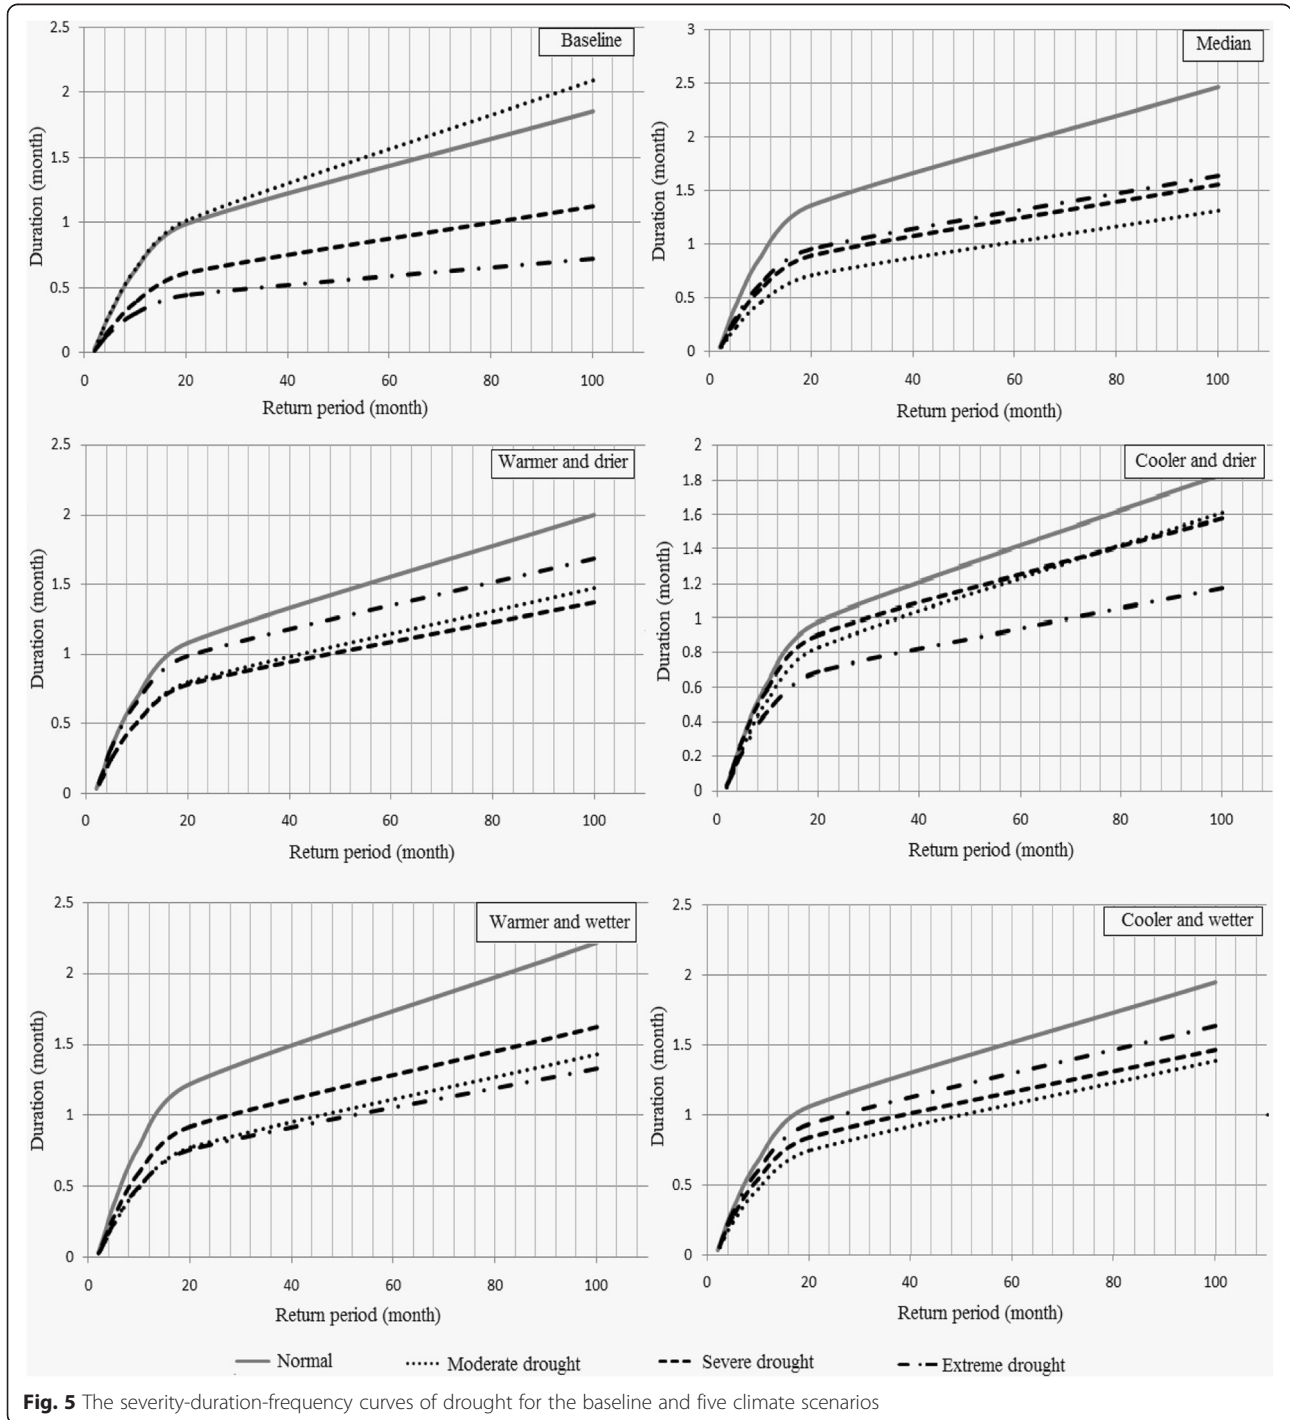 Baseline
2.5
2
1.5
1
0.5
0
Duration (month)
0 20 40 60 80 100
Return period (month)
Median
3
2.5
2
1.5
1
0.5
0
Duration (month)
0 20 40 60 80 100
Return period (month)
Warmer and drier
2.5
2
1.5
1
0.5
0
Duration (month)
0 20 40 60 80 100
Return period (month)
Cooler and drier
2
1.8
1.6
1.4
1.2
1
0.8
0.6
0.4
0.2
0
Duration (month)
0 20 40 60 80 100
Return period (month)
Warmer and wetter
2.5
2
1.5
1
0.5
0
Duration (month)
0 20 40 60 80 100
Return period (month)
Cooler and wetter
2.5
2
1.5
1
0.5
0
Duration (month)
0 20 40 60 80 100
Return period (month)
Normal Moderate drought Severe drought Extreme drought
Fig. 5 The severity-duration-frequency curves of drought for the baseline and five climate scenarios